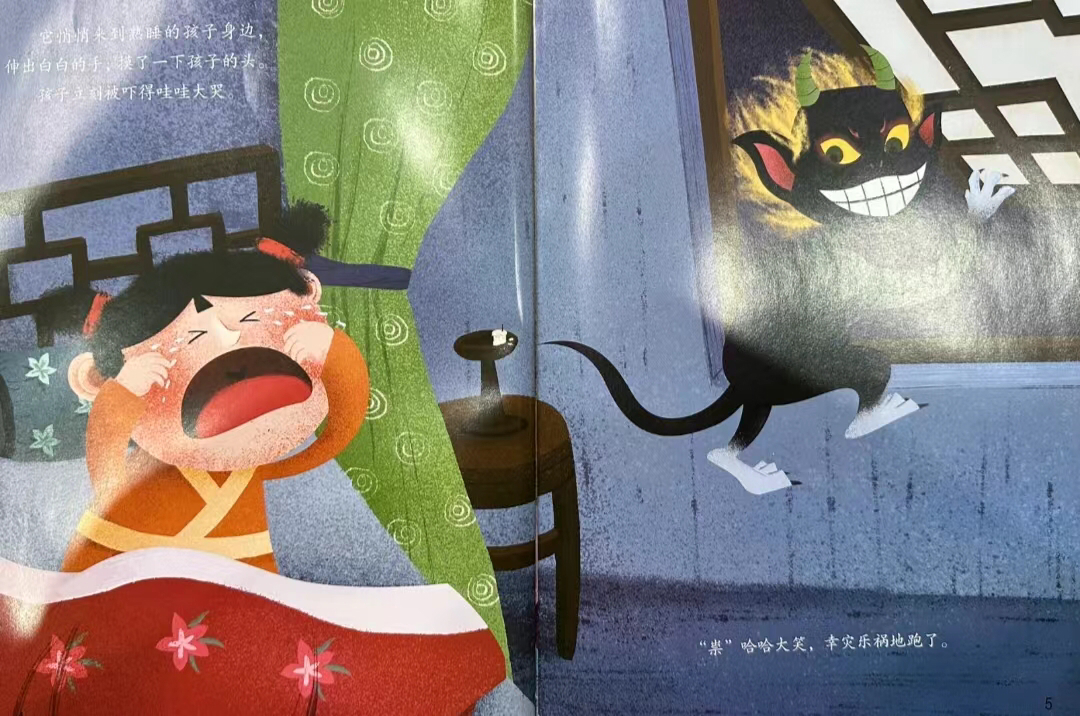 它悄悄来到熟睡的孩子身边，
伸出白白的手，摸了一下孩子的头。
孩子立刻被吓得哇哇大哭。
“祟”哈哈大笑，幸灾乐祸地跑了。
5